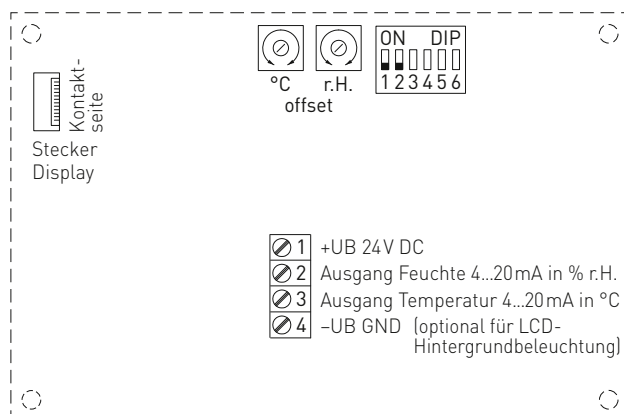 ON DIP
1 2 3 4 5 6
°C r.H.
offset
Kontakt-
seite
Stecker
Display
1 +UB 24V DC
2 Ausgang Feuchte 4...20mA in % r.H.
3 Ausgang Temperatur 4...20mA in °C
4 –UB GND (optional für LCD-
Hintergrundbeleuchtung)